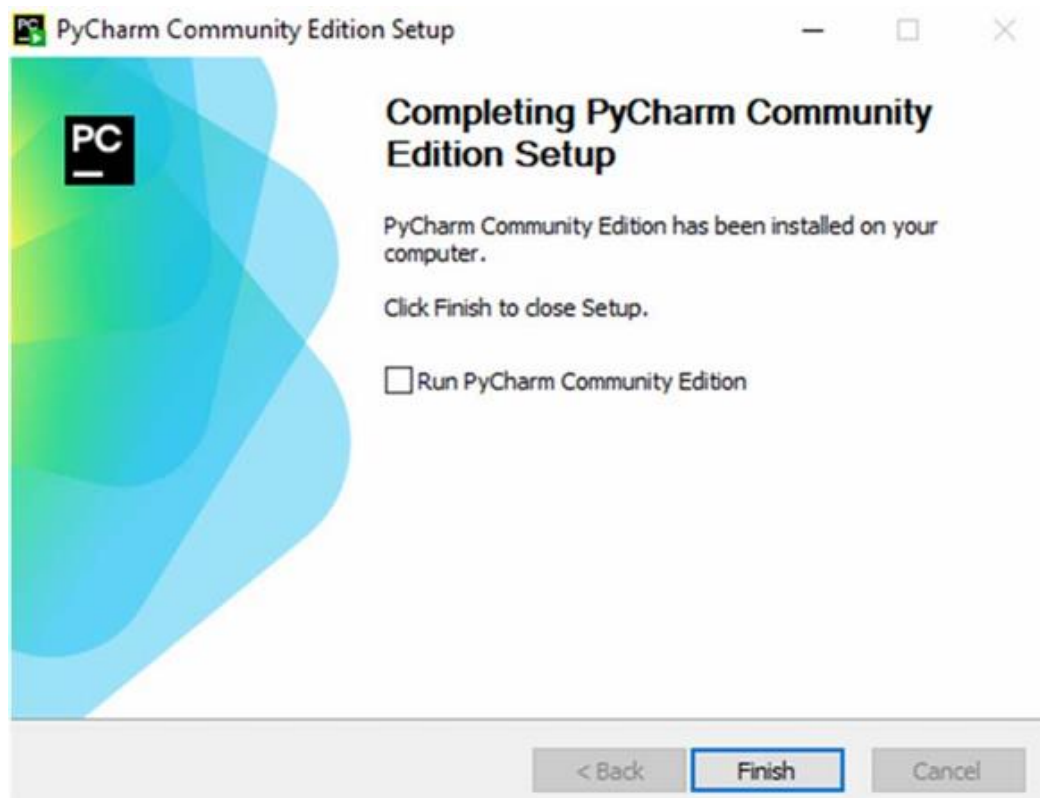 PyCharm Community Edition Setup
PC
Completing PyCharm Community
Edition Setup
PyCharm Community Edition has been installed on your
computer.
Click Finish to close Setup.
Run PyCharm Community Edition
< Back Finish Cancel